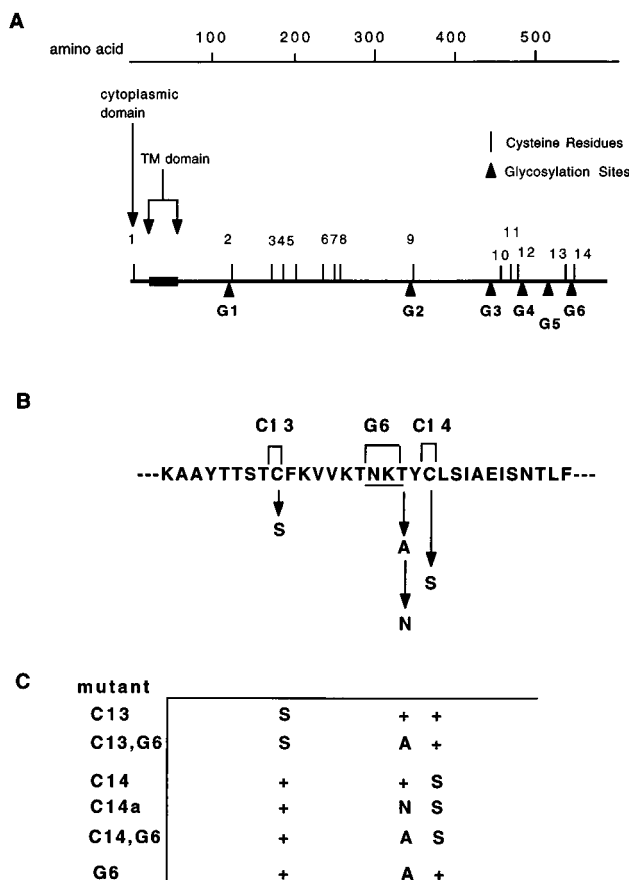 A
amino acid 100 200 300 400 500
cytoplasmic
domain
TM domain
Cysteine Residues
Glycosylation Sites
1 2 3 4 5 6 7 8 9 10 11 12 13 14
G1 G2 G3 G4 G5 G6
B
C13 G6 C14
---KAAYTTSTCFKVVKTNKTYCLSIAEISNTLF---
S
A
S
N
C
mutant
C13 S + +
C13,G6 S A +
C14 + + S
C14a + N S
C14,G6 + A S
G6 + A +